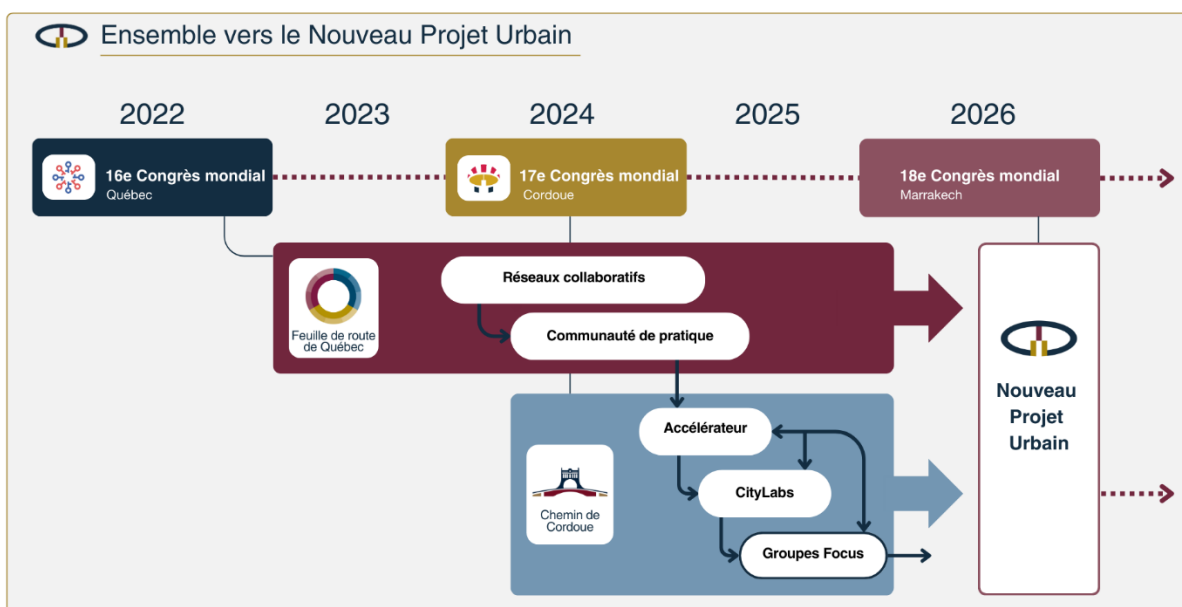 Ensemble vers le Nouveau Projet Urbain
2022
2023
2024
2025
2026
16e Congrès mondial
Québec
17e Congrès mondial
Cordoue
18e Congrès mondial
Marrakech
Feuille de route
de Québec
Réseaux collaboratifs
Communauté de pratique
Chemin de
Cordoue
Accélérateur
CityLabs
Groupes Focus
Nouveau
Projet
Urbain